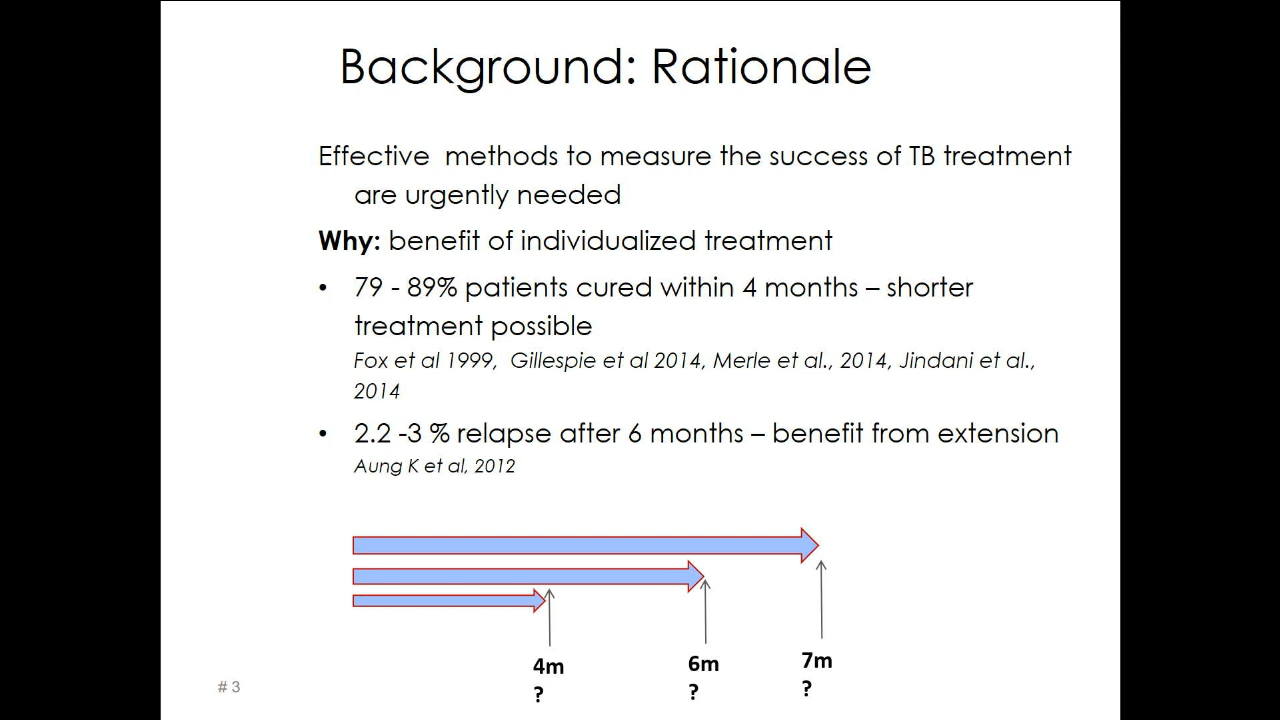 Background: Rationale
Effective  methods to measure the success of TB treatment
are urgently needed
Why: benefit of individualized treatment
• 79 - 89% patients cured within 4 months – shorter
treatment possible
Fox et al 1999,  Gillespie et al 2014, Merle et al., 2014, Jindani et al.,
2014
• 2.2 -3 % relapse after 6 months – benefit from extension
Aung K et al, 2012
4m
?
6m
?
7m
?
# 3